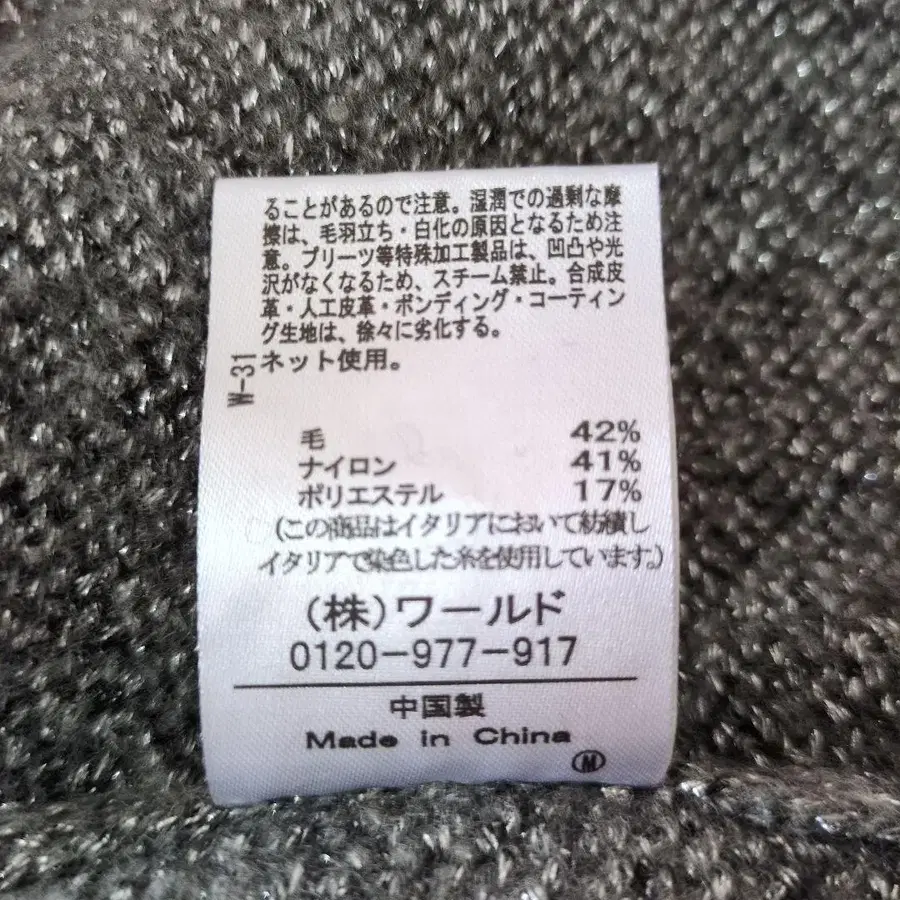 ることがあるので注意。湿潤での過剰な摩
擦は、毛羽立ち・白化の原因となるため注
意。プリーツ等特殊加工製品は、凹凸や光
沢がなくなるため、スチーム禁止。合成皮
革・人工皮革・ボンディング・コーティン
グ生地は、徐々に劣化する。
ネット使用。
W-31
毛 42%
ナイロン 41%
ポリエステル 17%
(この商品はイタリアにおいて紡績し
イタリアで染色した糸を使用しています。)
(株)ワールド
0120-977-917
中国製
Made in China
M